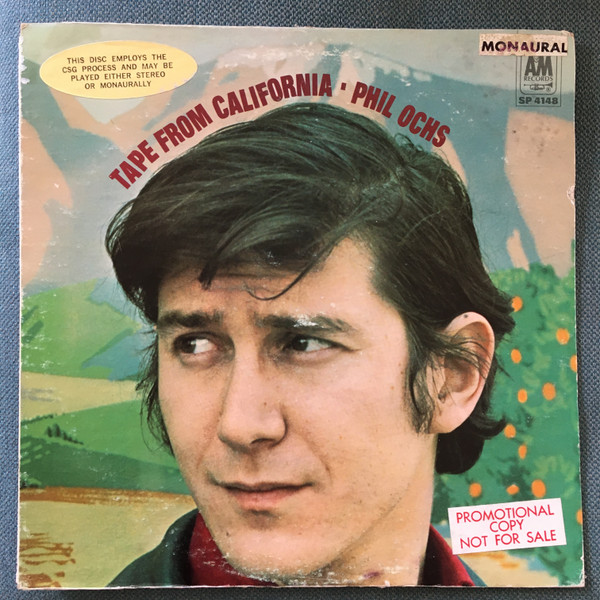 THIS DISC EMPLOYS THE
CSG PROCESS AND MAY BE
PLAYED EITHER STEREO
OR MONAURALLY
MONAURAL
A&M
RECORDS
SP 4148
TAPE FROM CALIFORNIA · PHIL OCHS
PROMOTIONAL
COPY
NOT FOR SALE